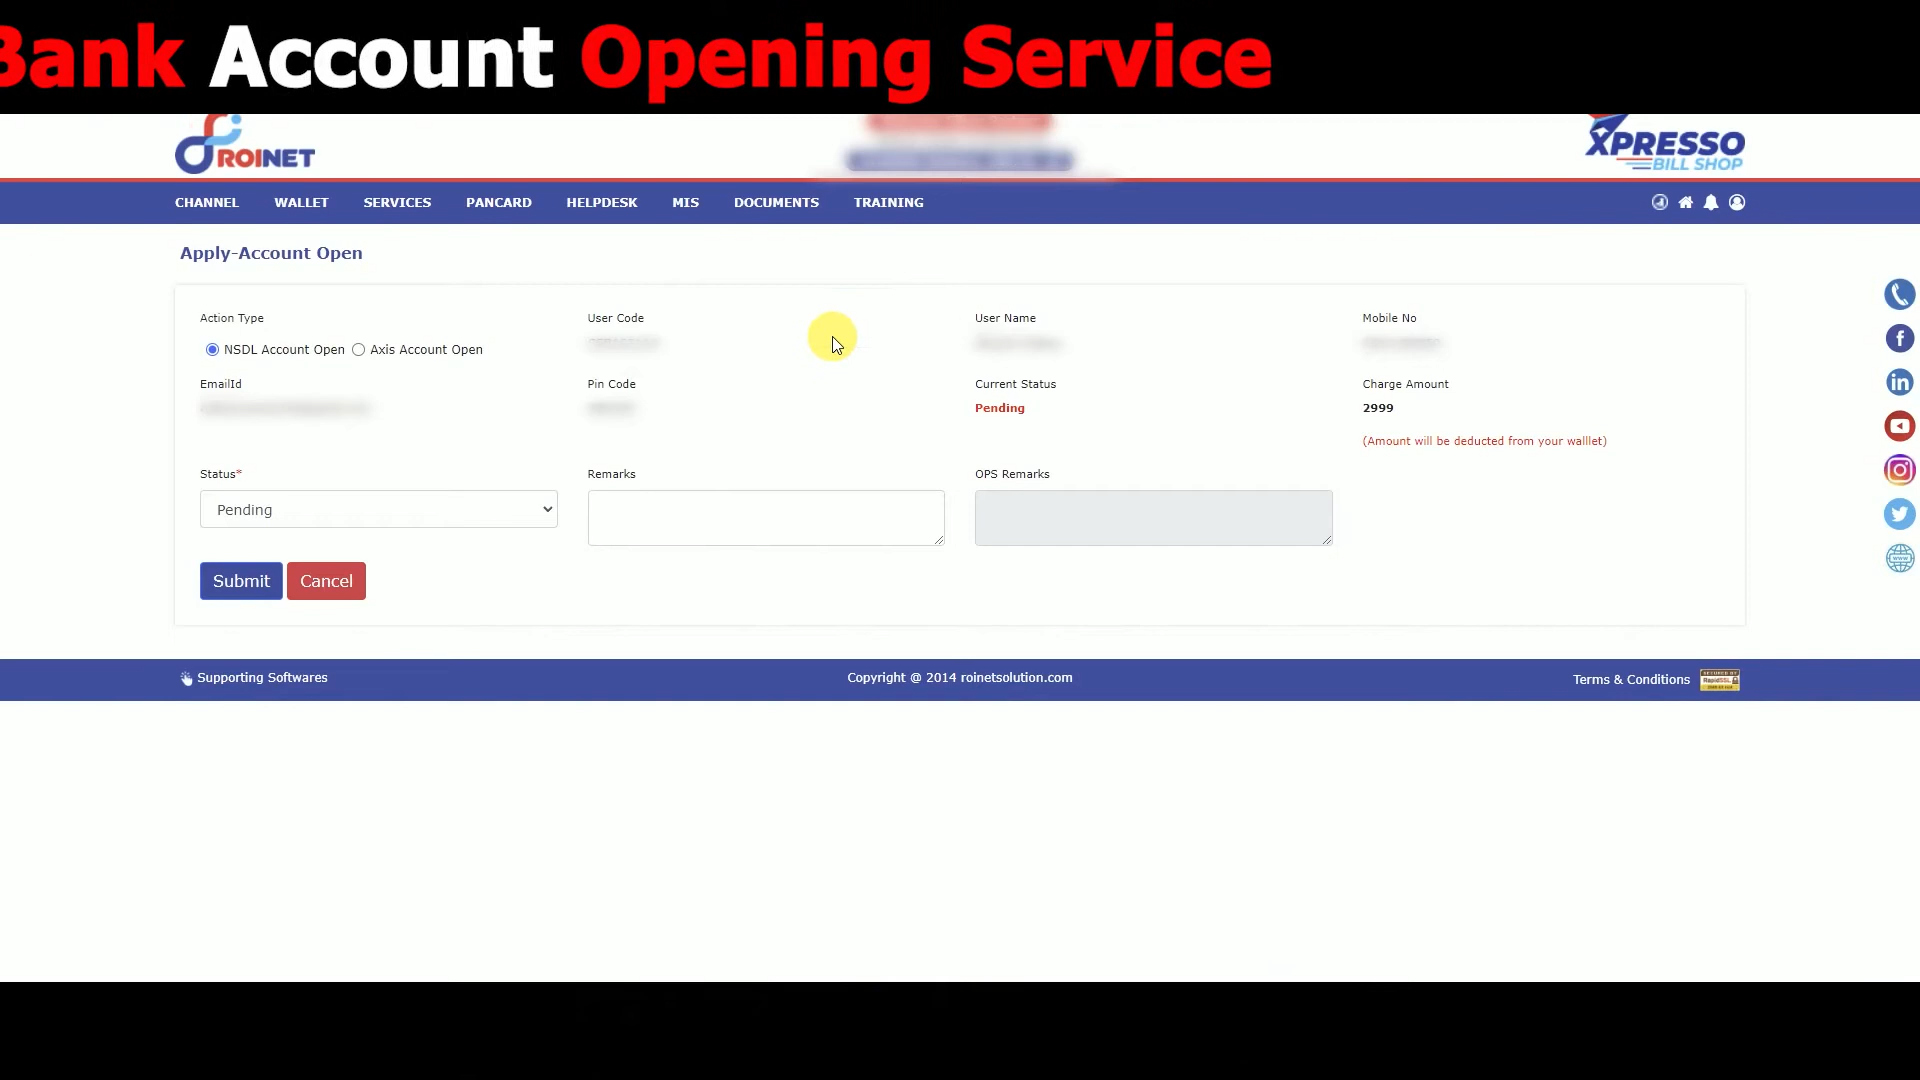 Bank Account Opening Service
ROINET
XPRESSO
BILL SHOP
CHANNEL WALLET SERVICES PANCARD HELPDESK MIS DOCUMENTS TRAINING
Apply-Account Open
Action Type User Code User Name Mobile No
NSDL Account Open Axis Account Open
EmailId Pin Code Current Status Charge Amount
Pending 2999
(Amount will be deducted from your walllet)
Status* Remarks OPS Remarks
Pending
Submit Cancel
Supporting Softwares Copyright @ 2014 roinetsolution.com Terms & Conditions